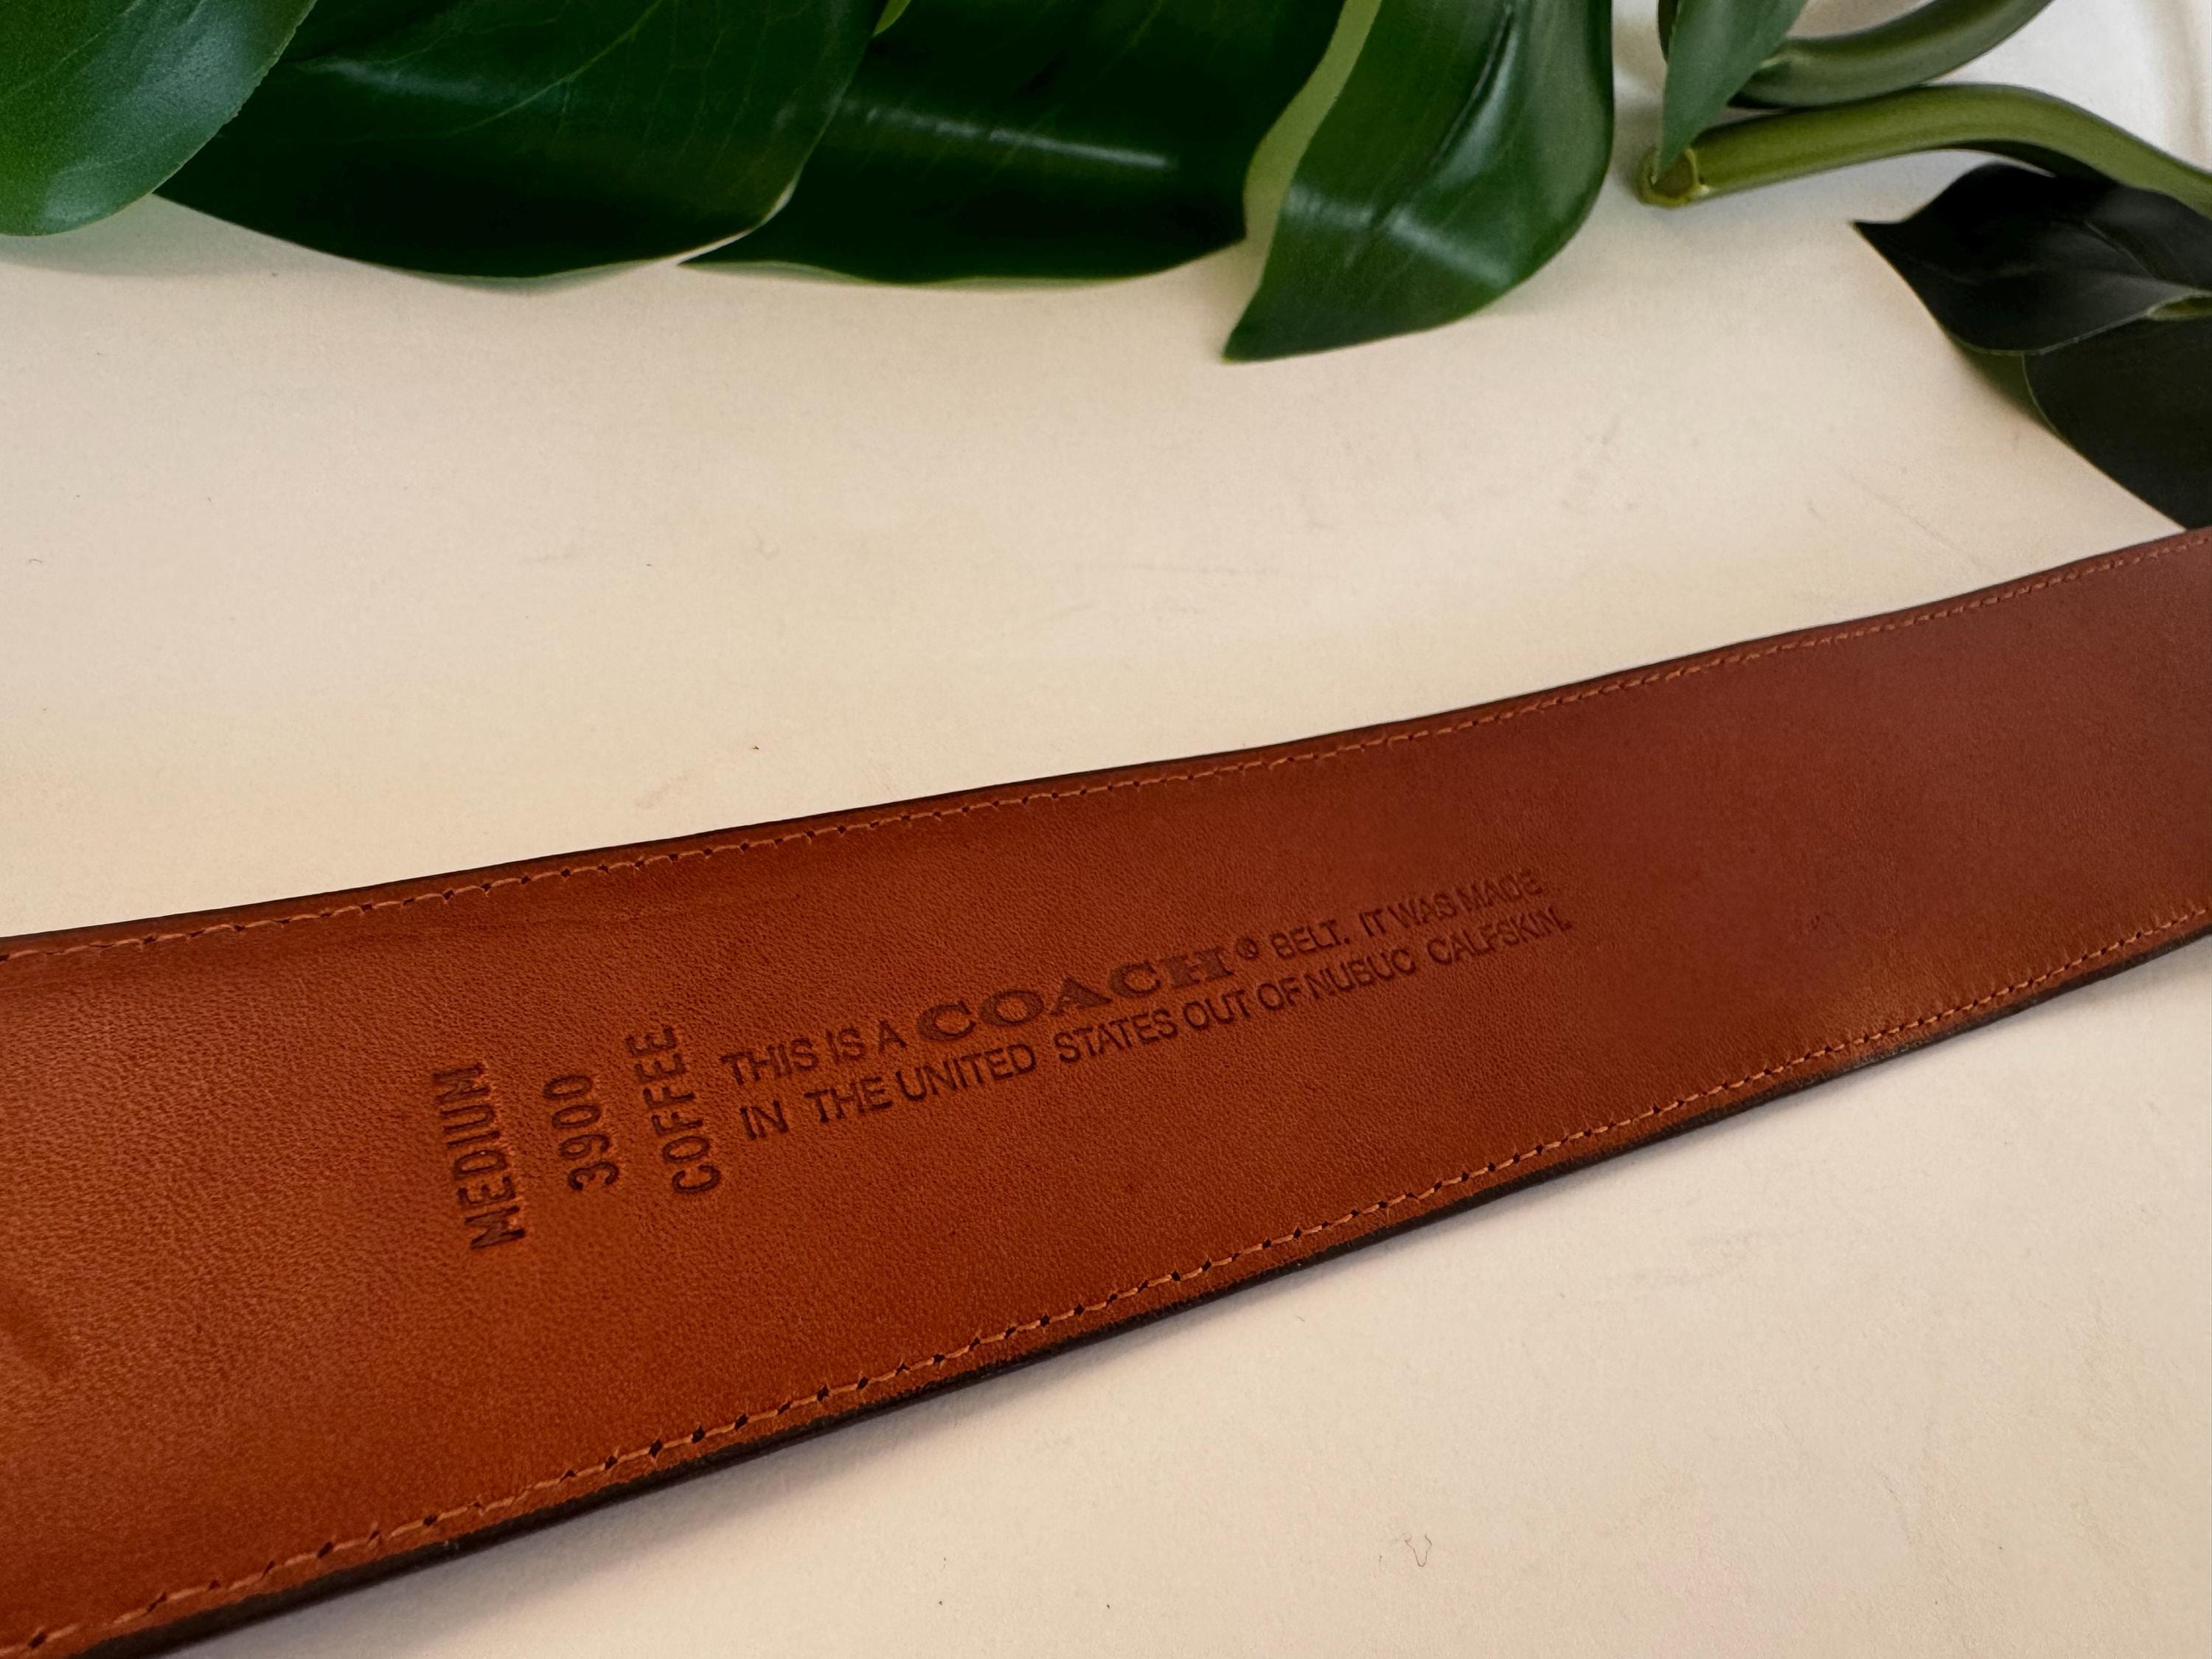 MEDIUM
3900
COFFEE
THIS IS A COACH® BELT. IT WAS MADE
IN THE UNITED STATES OUT OF NUBUC CALFSKIN.